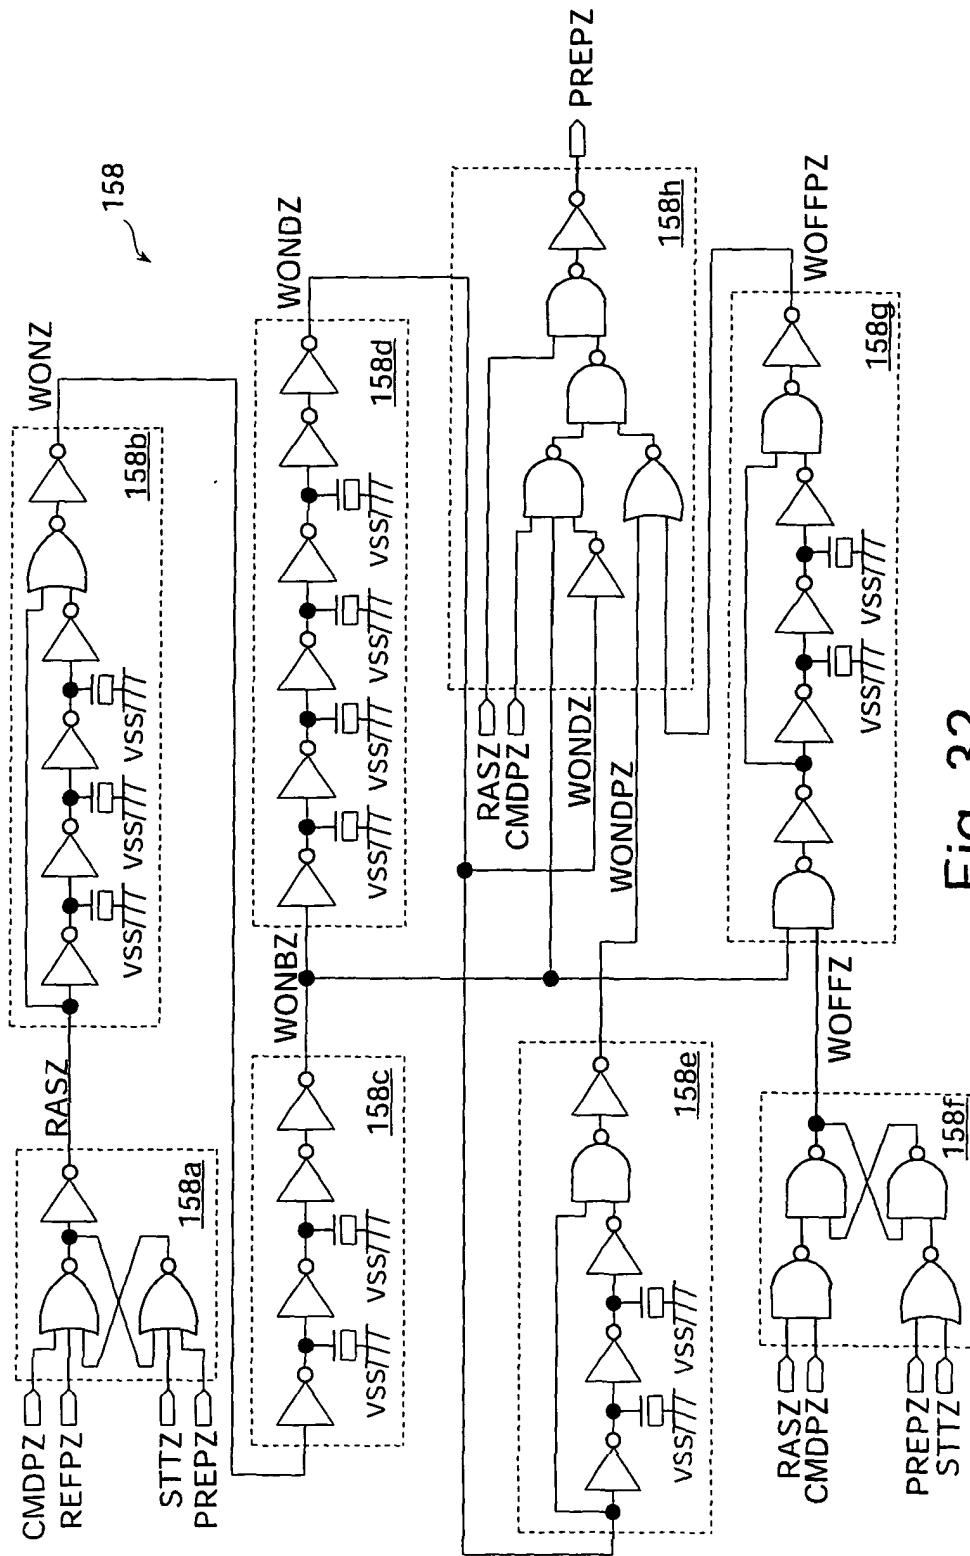 158
CMDPZ
REFPZ
STTZ
PREPZ
158a
RASZ
VSS
VSS
VSS
158b
WONZ
VSS
VSS
158c
WONBZ
VSS
VSS
VSS
VSS
158d
WONDZ
VSS
VSS
158e
WONDPZ
RASZ
CMDPZ
WONDZ
158h
PREPZ
RASZ
CMDPZ
PREPZ
STTZ
158f
WOFFZ
VSS
VSS
158g
WOFFPZ
Fig. 32